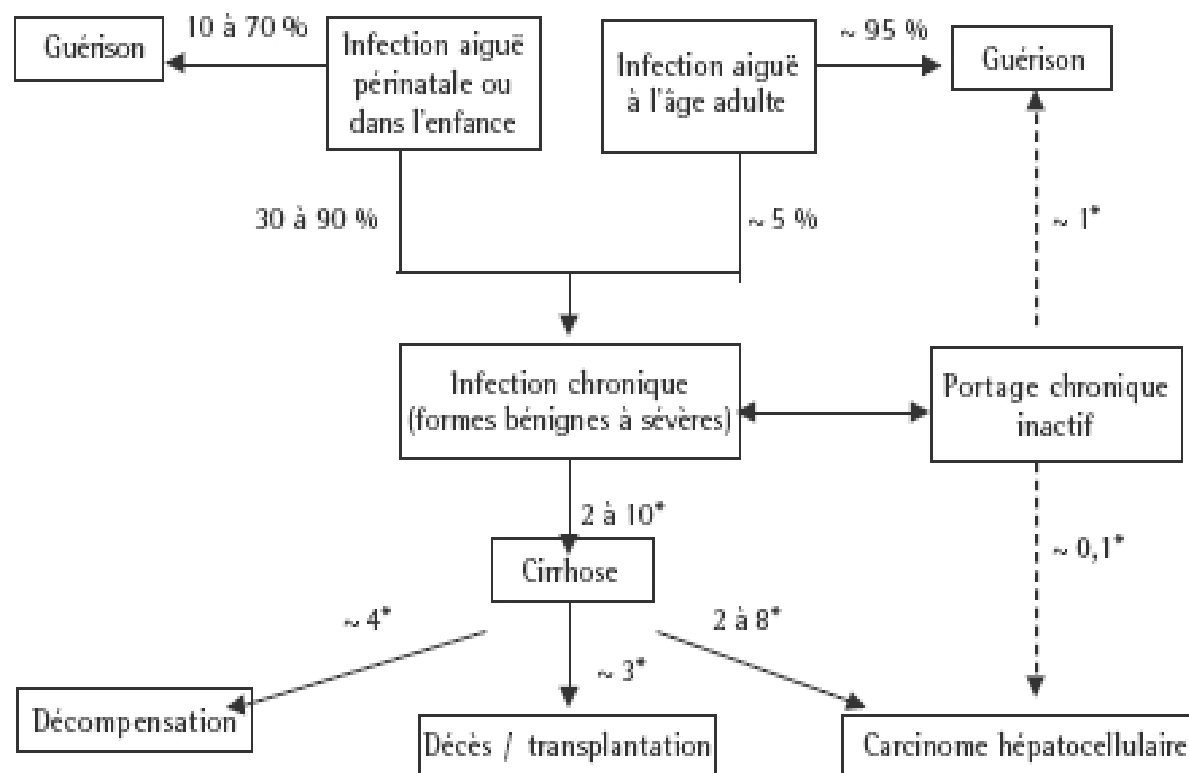 Guérison
10 à 70 %
Infection aiguë
périnatale ou
dans l'enfance
Infection aiguë
à l'âge adulte
~ 95 %
Guérison
30 à 90 %
~ 5 %
~ 1*
Infection chronique
(formes bénignes à sévères)
Portage chronique
inactif
2 à 10*
~ 0,1*
Cirrhose
~ 4*
~ 3*
2 à 8*
Décompensation
Décès / transplantation
Carcinome hépatocellulaire